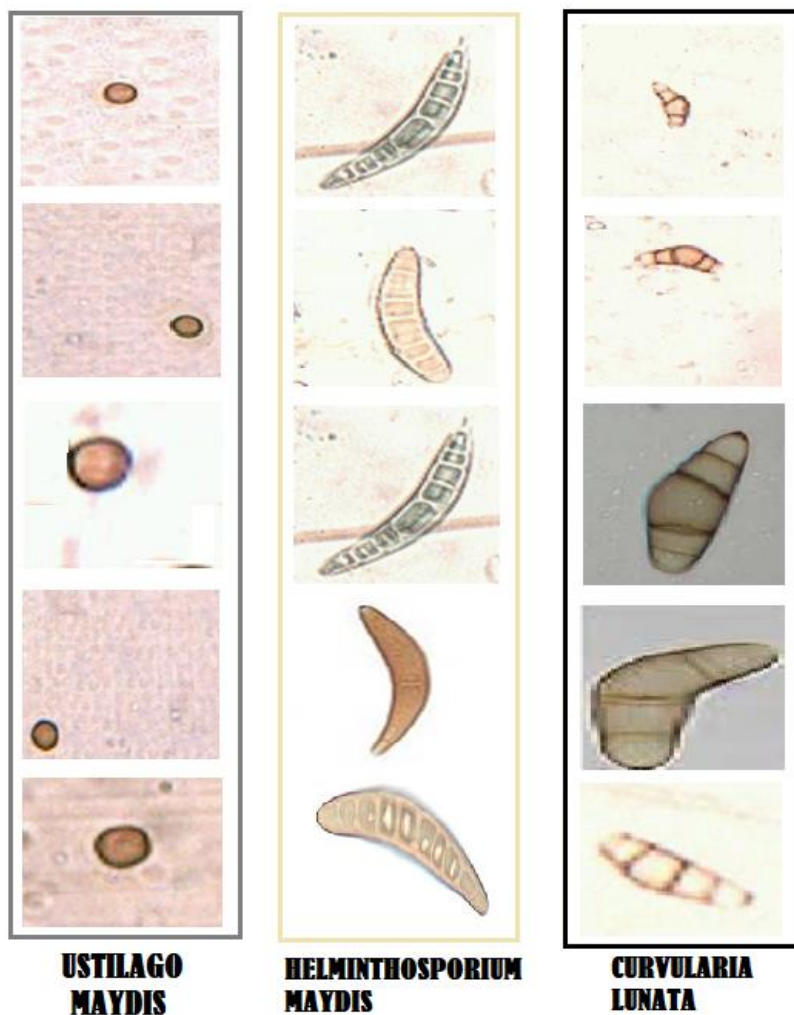 USTILAGO
MAYDIS
HELMINTHOSPORIUM
MAYDIS
CURVULARIA
LUNATA